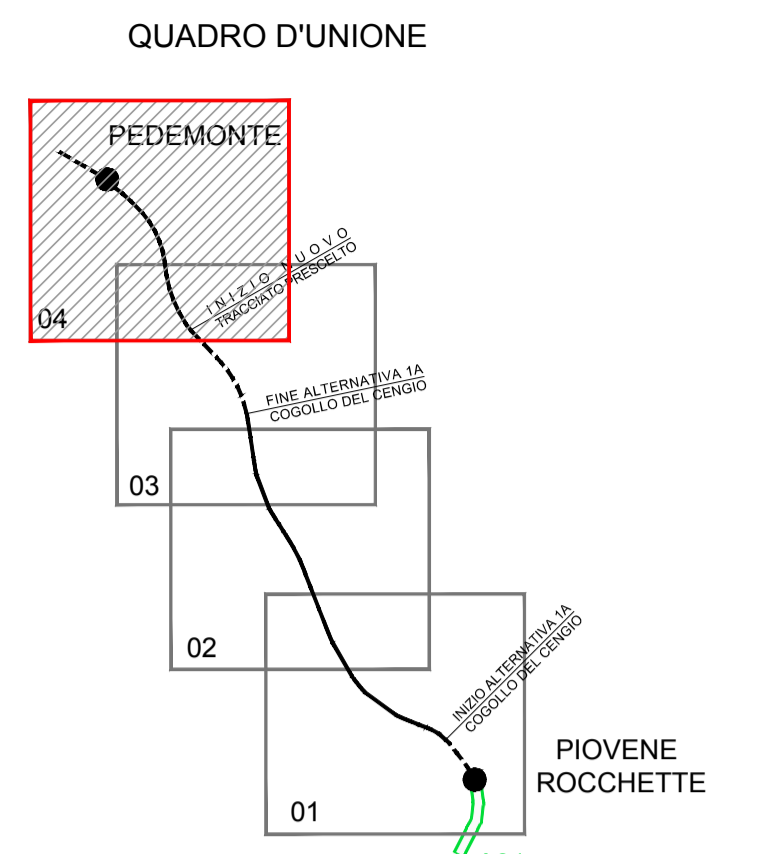 QUADRO D'UNIONE
PEDEMONTE
INIZIO NUOVO
TRACCIATO PRESCELTO
04
FINE ALTERNATIVA 1A
COGOLLO DEL CENGIO
03
02
INIZIO ALTERNATIVA 1A
COGOLLO DEL CENGIO
PIOVENE
ROCCHETTE
01